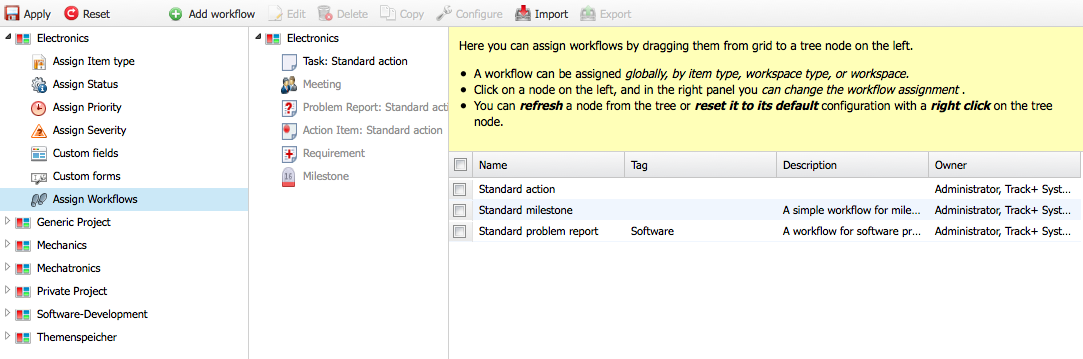 Apply Reset Add workflow Edit Delete Copy Configure Import Export
Electronics
Assign Item type
Assign Status
Assign Priority
Assign Severity
Custom fields
Custom forms
Assign Workflows
Generic Project
Mechanics
Mechatronics
Private Project
Software-Development
Themenspeicher
Electronics
Task: Standard action
Meeting
Problem Report: Standard acti
Action Item: Standard action
Requirement
16 Milestone
Here you can assign workflows by dragging them from grid to a tree node on the left.
• A workflow can be assigned globally, by item type, workspace type, or workspace.
• Click on a node on the left, and in the right panel you can change the workflow assignment .
• You can refresh a node from the tree or reset it to its default configuration with a right click on the tree
node.
Name Tag Description Owner
Standard action Administrator, Track+ Syst...
Standard milestone A simple workflow for mile... Administrator, Track+ Syst...
Standard problem report Software A workflow for software pr... Administrator, Track+ Syst...